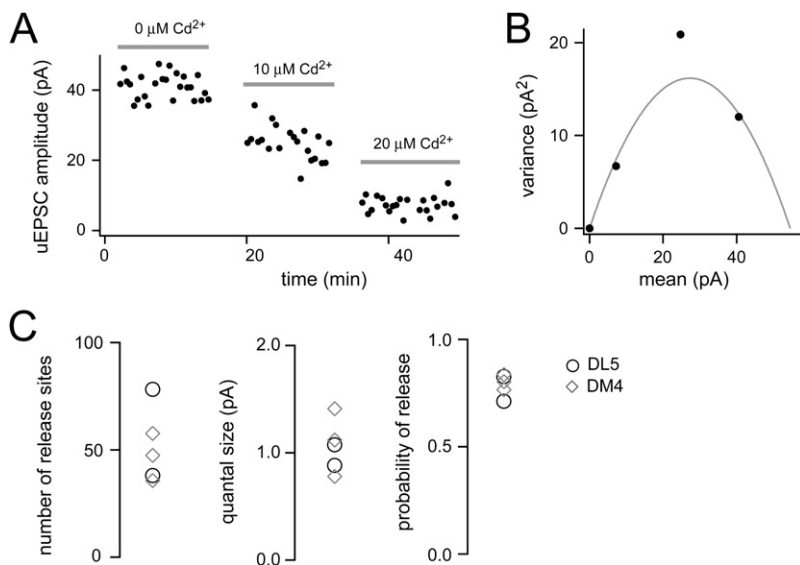 A
0 μM Cd²⁺
10 μM Cd²⁺
20 μM Cd²⁺
uEPSC amplitude (pA)
40
20
0
0
20
40
time (min)
B
variance (pA²)
20
10
0
0
20
40
mean (pA)
C
number of release sites
100
50
0
quantal size (pA)
2.0
1.0
0.0
probability of release
1.0
0.5
0.0
DL5
DM4